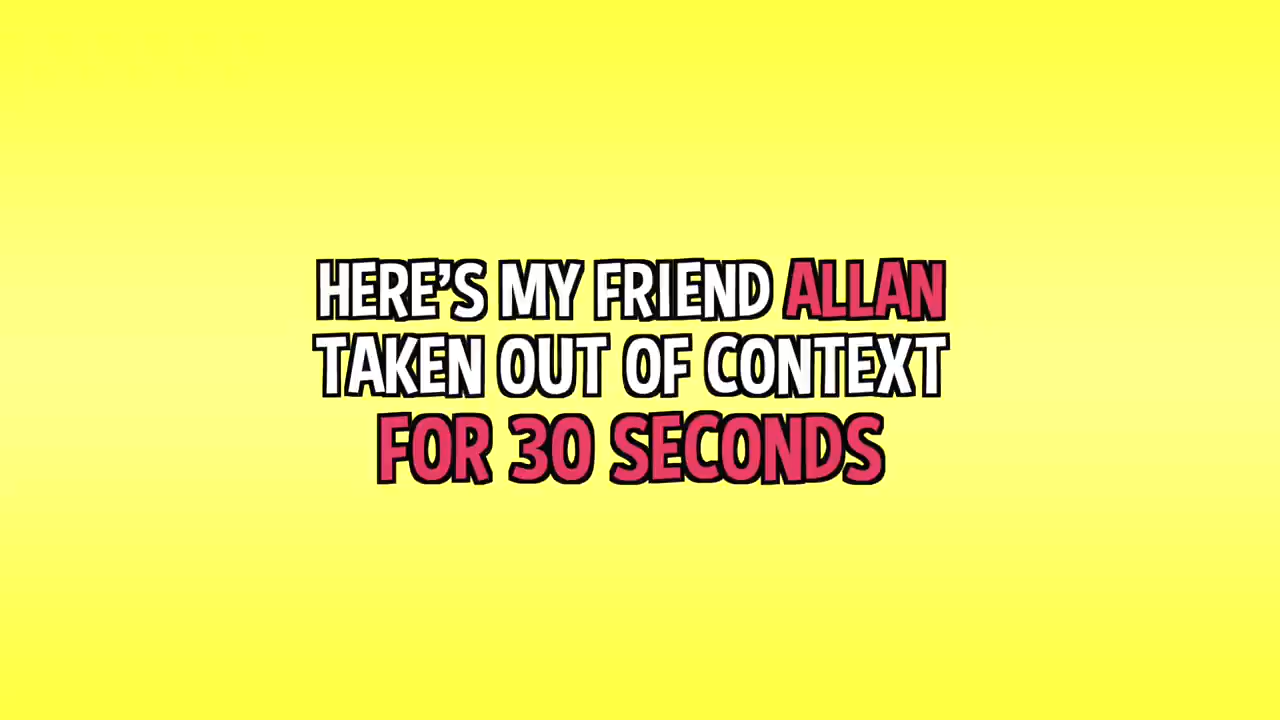 HERE'S MY FRIEND ALLAN
TAKEN OUT OF CONTEXT
FOR 30 SECONDS